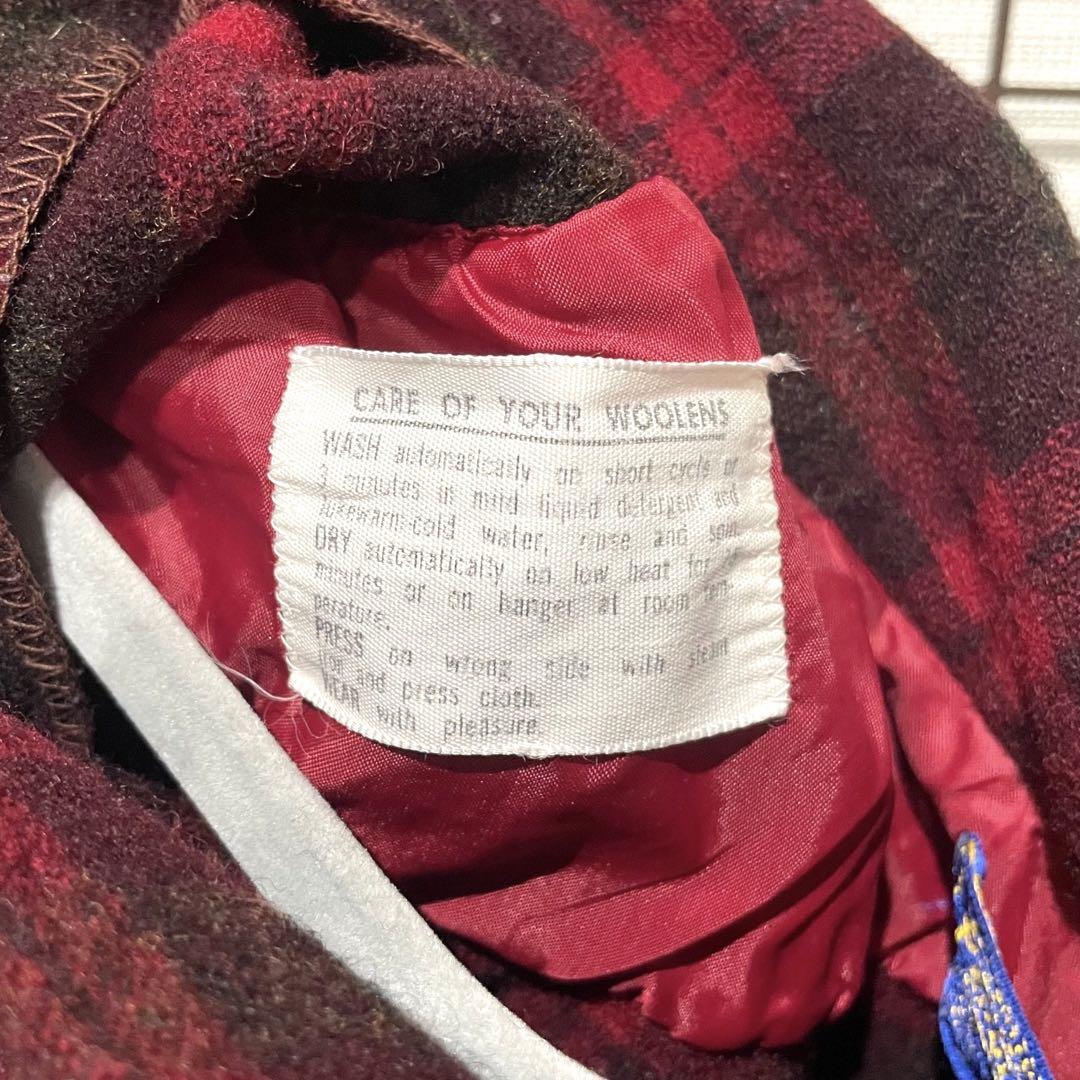 CARE OF YOUR WOOLENS
WASH automatically on short cycle or
3 minutes in mild liquid detergent and
lukewarm-cold water, rinse and spin.
DRY automatically on low heat for
minutes or on hanger at room tem-
perature.
PRESS on wrong side with steam
iron and press cloth.
WEAR with pleasure.